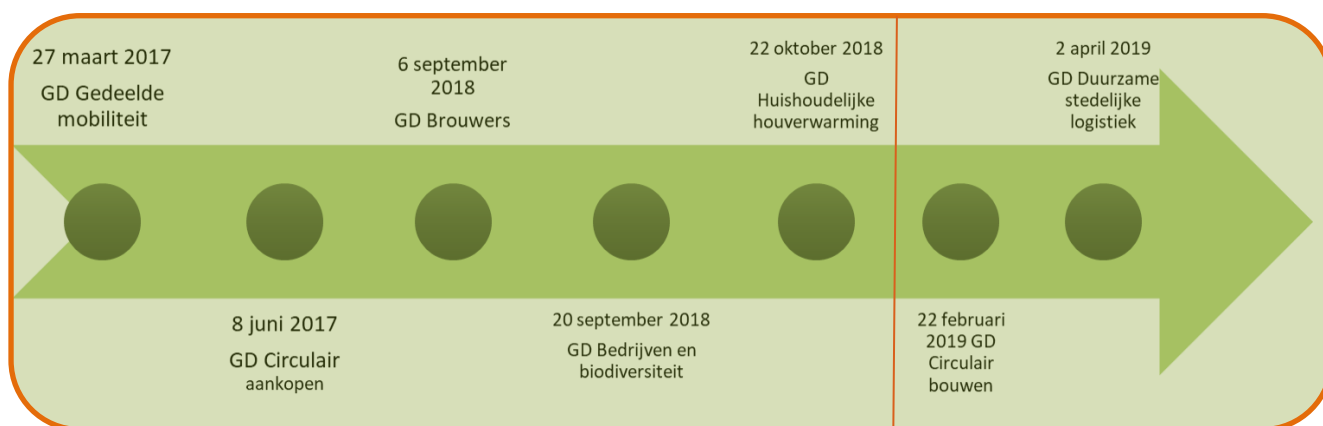 27 maart 2017
GD Gedeelde
mobiliteit
8 juni 2017
GD Circulair
aankopen
6 september
2018
GD Brouwers
20 september 2018
GD Bedrijven en
biodiversiteit
22 oktober 2018
GD
Huishoudelijke
houverwarming
22 februari
2019 GD
Circulair
bouwen
2 april 2019
GD Duurzame
stedelijke
logistiek